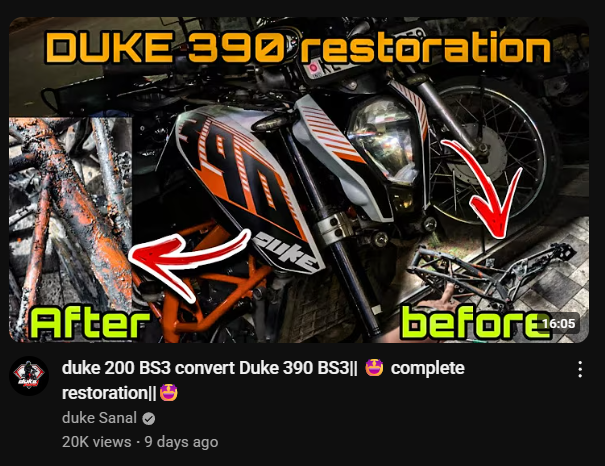 DUKE 390 restoration
390
DUKE
After
before
16:05
duke 200 BS3 convert Duke 390 BS3|| 🤩 complete
restoration||🤩
duke Sanal
20K views · 9 days ago